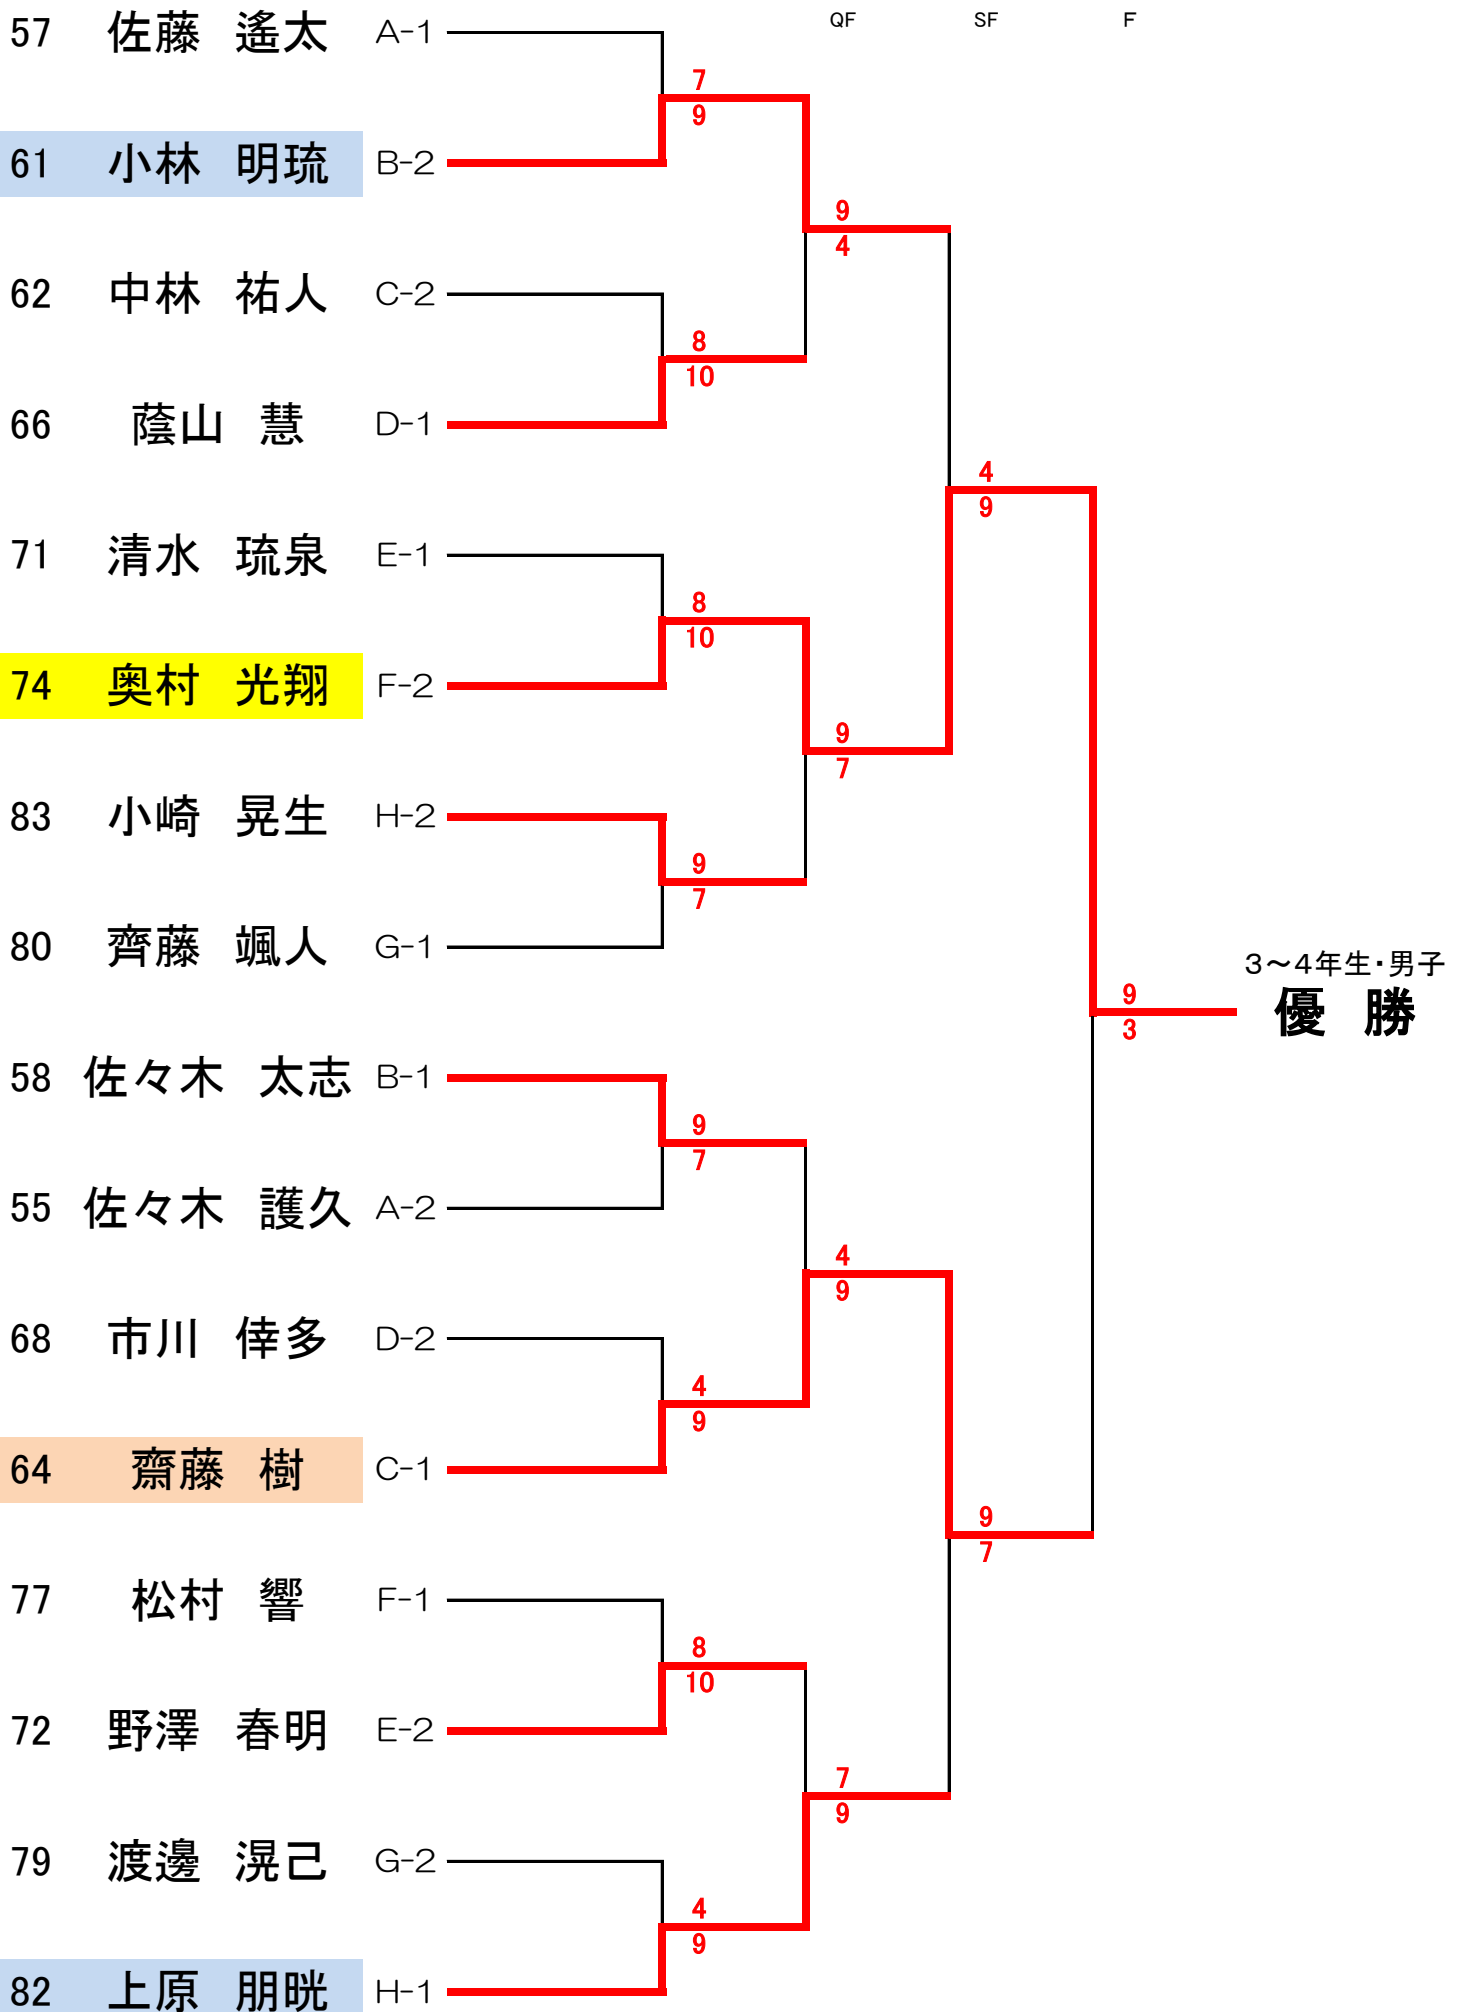 QF SF F
57 佐藤 遙太 A-1
7
9
61 小林 明琉 B-2
9
4
62 中林 祐人 C-2
8
10
66 蔭山 慧 D-1
4
9
71 清水 琉泉 E-1
8
10
74 奥村 光翔 F-2
9
7
83 小崎 晃生 H-2
9
7
80 齊藤 颯人 G-1
3～4年生・男子
9
優 勝
3
58 佐々木 太志 B-1
9
7
55 佐々木 護久 A-2
4
9
68 市川 倖多 D-2
4
9
64 齋藤 樹 C-1
9
7
77 松村 響 F-1
8
10
72 野澤 春明 E-2
7
9
79 渡邊 滉己 G-2
4
9
82 上原 朋晄 H-1